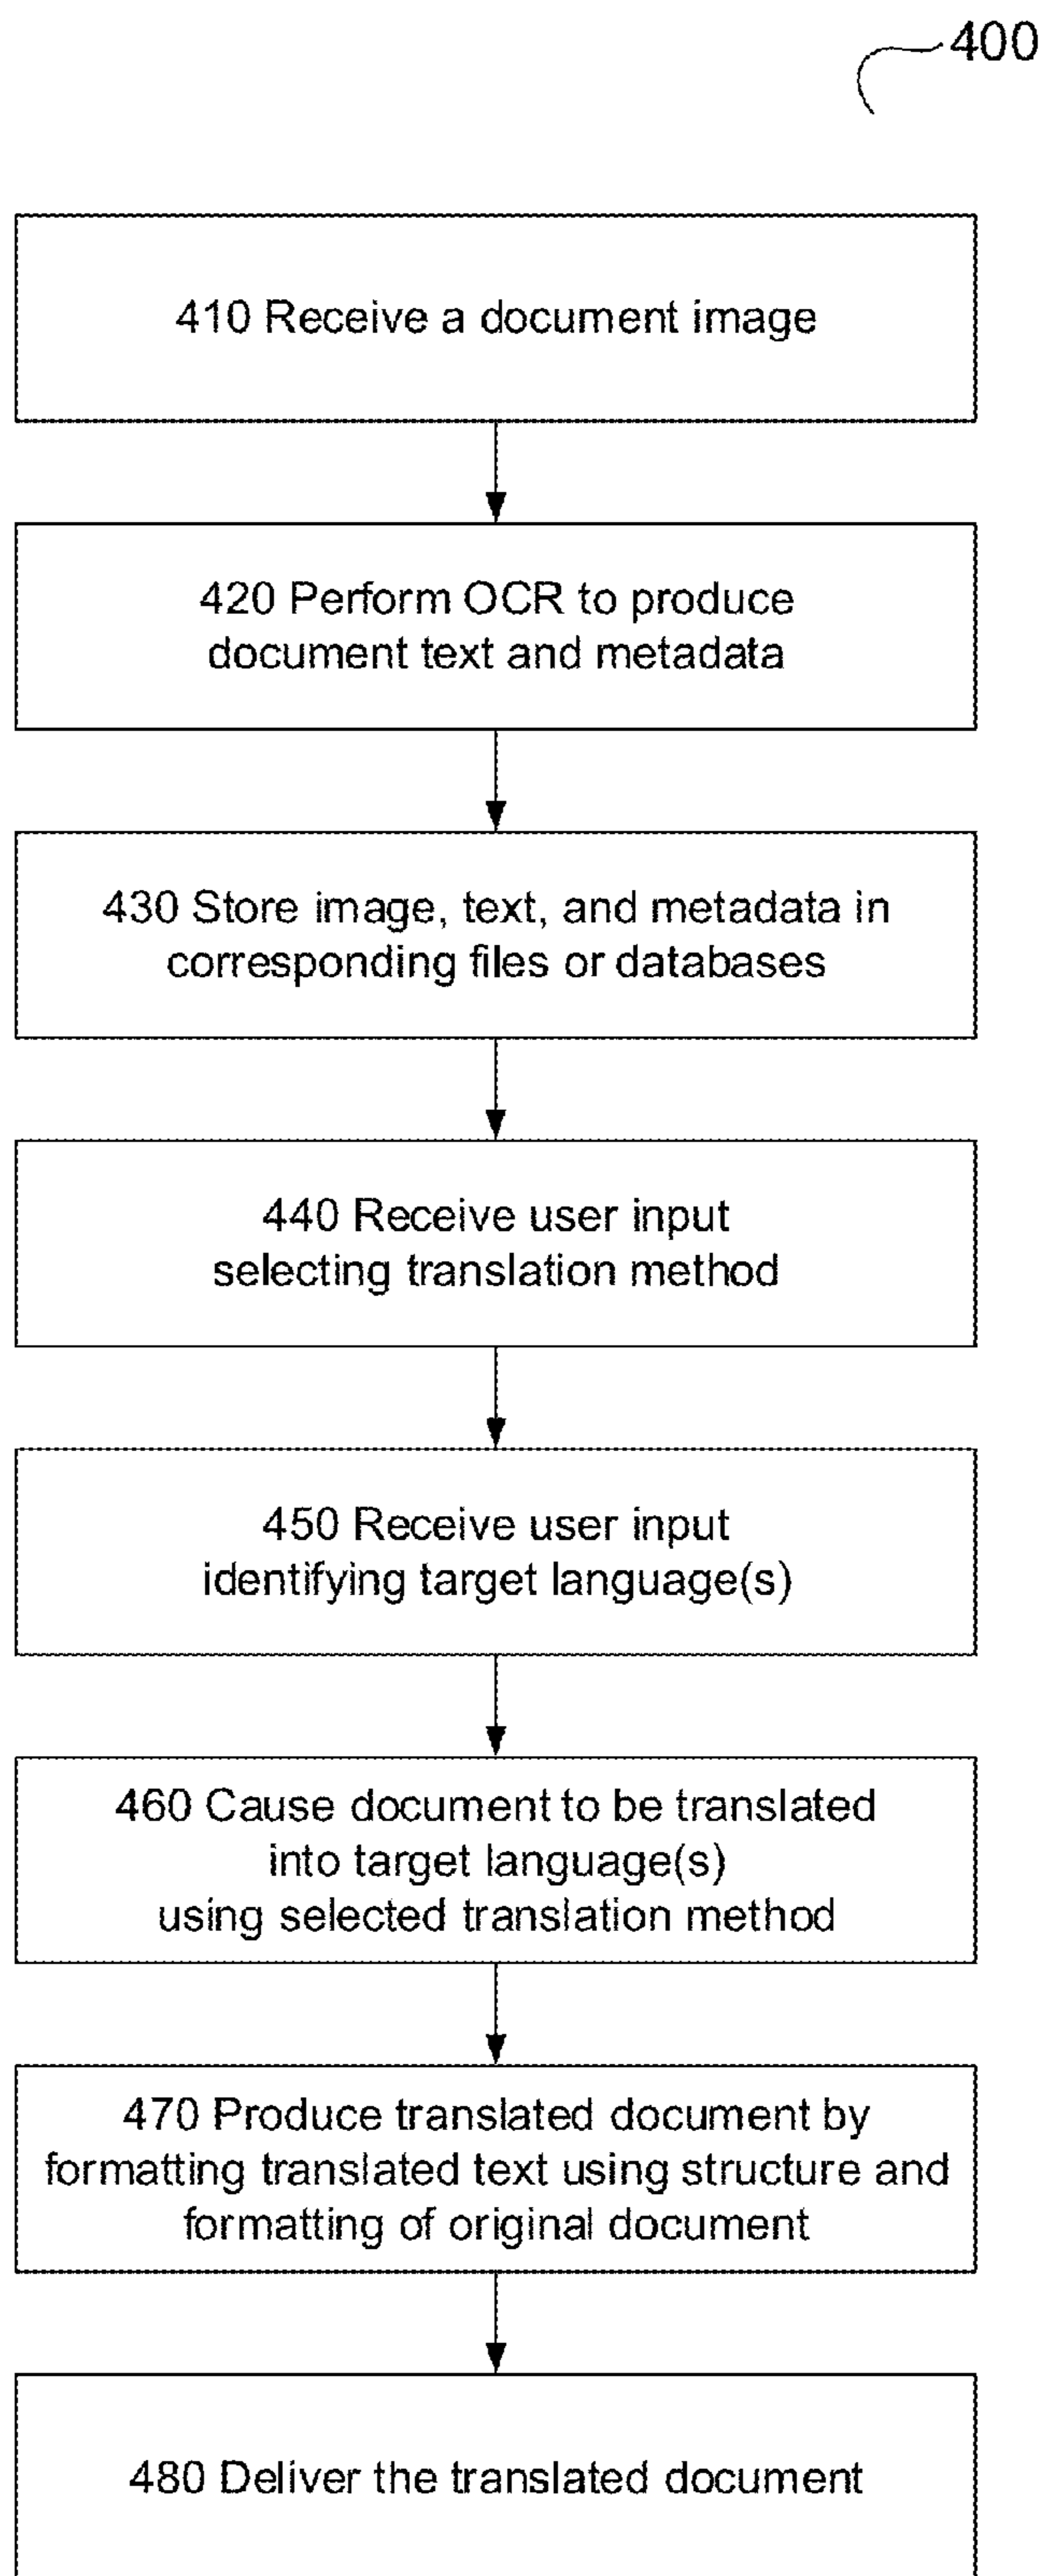 400
410 Receive a document image
420 Perform OCR to produce
document text and metadata
430 Store image, text, and metadata in
corresponding files or databases
440 Receive user input
selecting translation method
450 Receive user input
identifying target language(s)
460 Cause document to be translated
into target language(s)
using selected translation method
470 Produce translated document by
formatting translated text using structure and
formatting of original document
480 Deliver the translated document